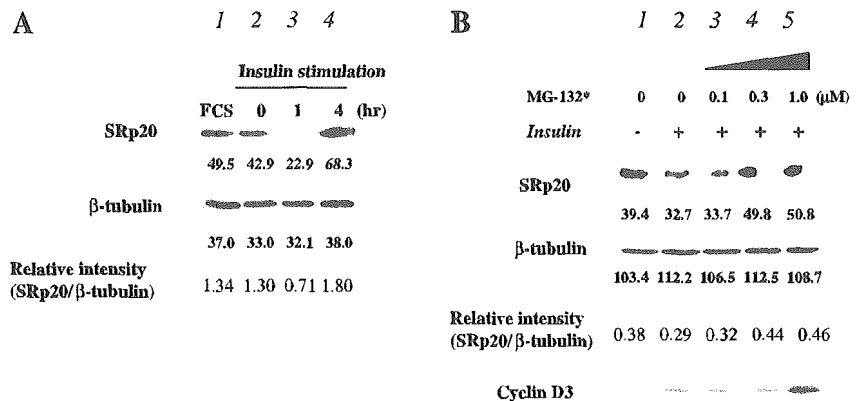 A
1 2 3 4
Insulin stimulation
FCS 0 1 4 (hr)
SRp20
49.5 42.9 22.9 68.3
β-tubulin
37.0 33.0 32.1 38.0
Relative intensity
(SRp20/β-tubulin) 1.34 1.30 0.71 1.80
B
1 2 3 4 5
MG-132* 0 0 0.1 0.3 1.0 (μM)
Insulin - + + + +
SRp20
39.4 32.7 33.7 49.8 50.8
β-tubulin
103.4 112.2 106.5 112.5 108.7
Relative intensity
(SRp20/β-tubulin) 0.38 0.29 0.32 0.44 0.46
Cyclin D3